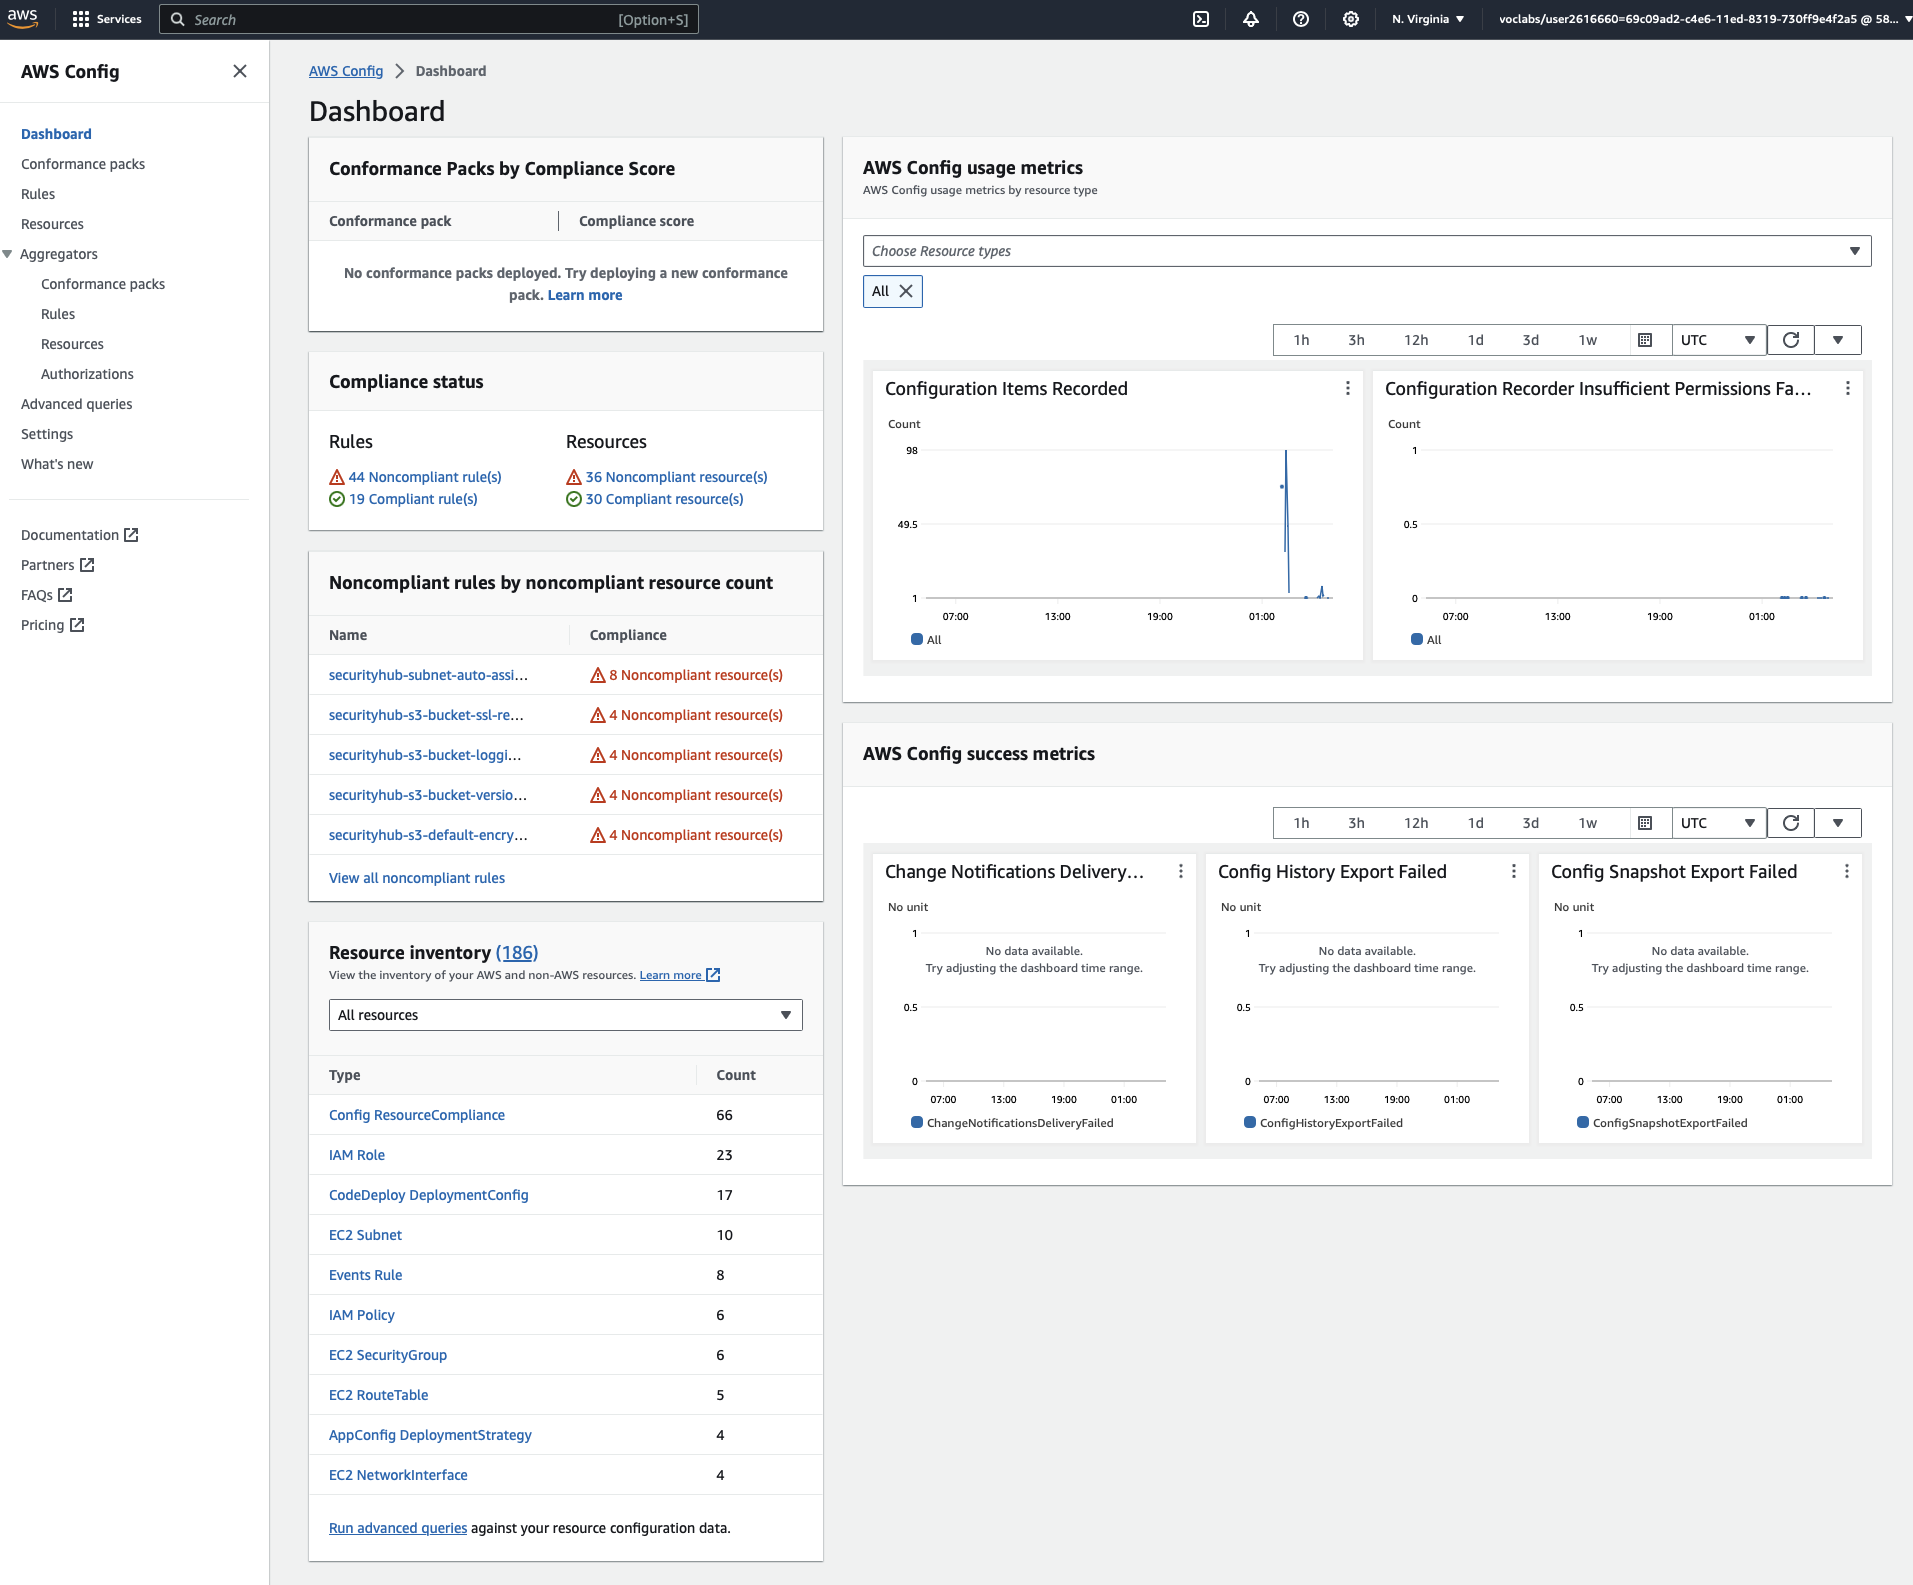 aws
Services
Search
[Option+S]
N. Virginia
voclabs/user2616660=69c09ad2-c4e6-11ed-8319-730ff9e4f2a5 @ 58...
AWS Config
Dashboard
Conformance packs
Rules
Resources
Aggregators
Conformance packs
Rules
Resources
Authorizations
Advanced queries
Settings
What's new
Documentation
Partners
FAQs
Pricing
AWS Config > Dashboard
Dashboard
Conformance Packs by Compliance Score
Conformance pack
Compliance score
No conformance packs deployed. Try deploying a new conformance
pack. Learn more
Compliance status
Rules
44 Noncompliant rule(s)
19 Compliant rule(s)
Resources
36 Noncompliant resource(s)
30 Compliant resource(s)
Noncompliant rules by noncompliant resource count
Name Compliance
securityhub-subnet-auto-assi... 8 Noncompliant resource(s)
securityhub-s3-bucket-ssl-re... 4 Noncompliant resource(s)
securityhub-s3-bucket-loggi... 4 Noncompliant resource(s)
securityhub-s3-bucket-versio... 4 Noncompliant resource(s)
securityhub-s3-default-encry... 4 Noncompliant resource(s)
View all noncompliant rules
Resource inventory (186)
View the inventory of your AWS and non-AWS resources. Learn more
All resources
Type Count
Config ResourceCompliance 66
IAM Role 23
CodeDeploy DeploymentConfig 17
EC2 Subnet 10
Events Rule 8
IAM Policy 6
EC2 SecurityGroup 6
EC2 RouteTable 5
AppConfig DeploymentStrategy 4
EC2 NetworkInterface 4
Run advanced queries against your resource configuration data.
AWS Config usage metrics
AWS Config usage metrics by resource type
Choose Resource types
All
1h 3h 12h 1d 3d 1w UTC
Configuration Items Recorded
Count
98
49.5
1
07:00 13:00 19:00 01:00
All
Configuration Recorder Insufficient Permissions Fa...
Count
1
0.5
0
07:00 13:00 19:00 01:00
All
AWS Config success metrics
1h 3h 12h 1d 3d 1w UTC
Change Notifications Delivery...
No unit
1
No data available.
Try adjusting the dashboard time range.
0.5
0
07:00 13:00 19:00 01:00
ChangeNotificationsDeliveryFailed
Config History Export Failed
No unit
1
No data available.
Try adjusting the dashboard time range.
0.5
0
07:00 13:00 19:00 01:00
ConfigHistoryExportFailed
Config Snapshot Export Failed
No unit
1
No data available.
Try adjusting the dashboard time range.
0.5
0
07:00 13:00 19:00 01:00
ConfigSnapshotExportFailed